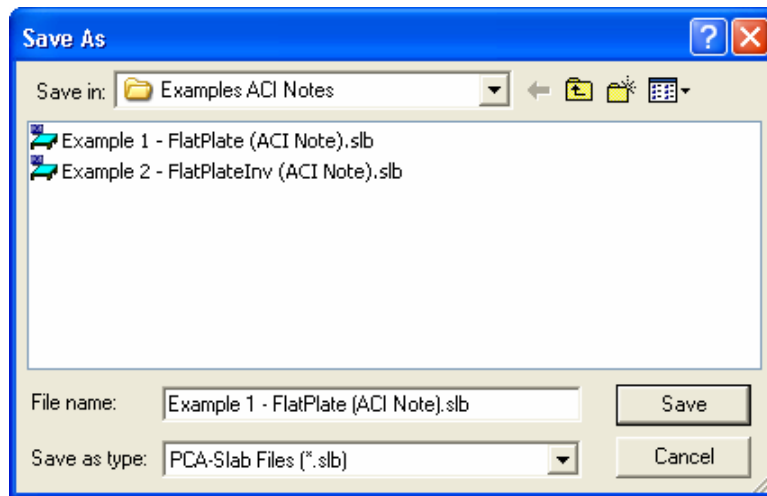 Save As
Save in: Examples ACI Notes
Example 1 - FlatPlate (ACI Note).slb
Example 2 - FlatPlateInv (ACI Note).slb
File name: Example 1 - FlatPlate (ACI Note).slb Save
Save as type: PCA-Slab Files (*.slb) Cancel